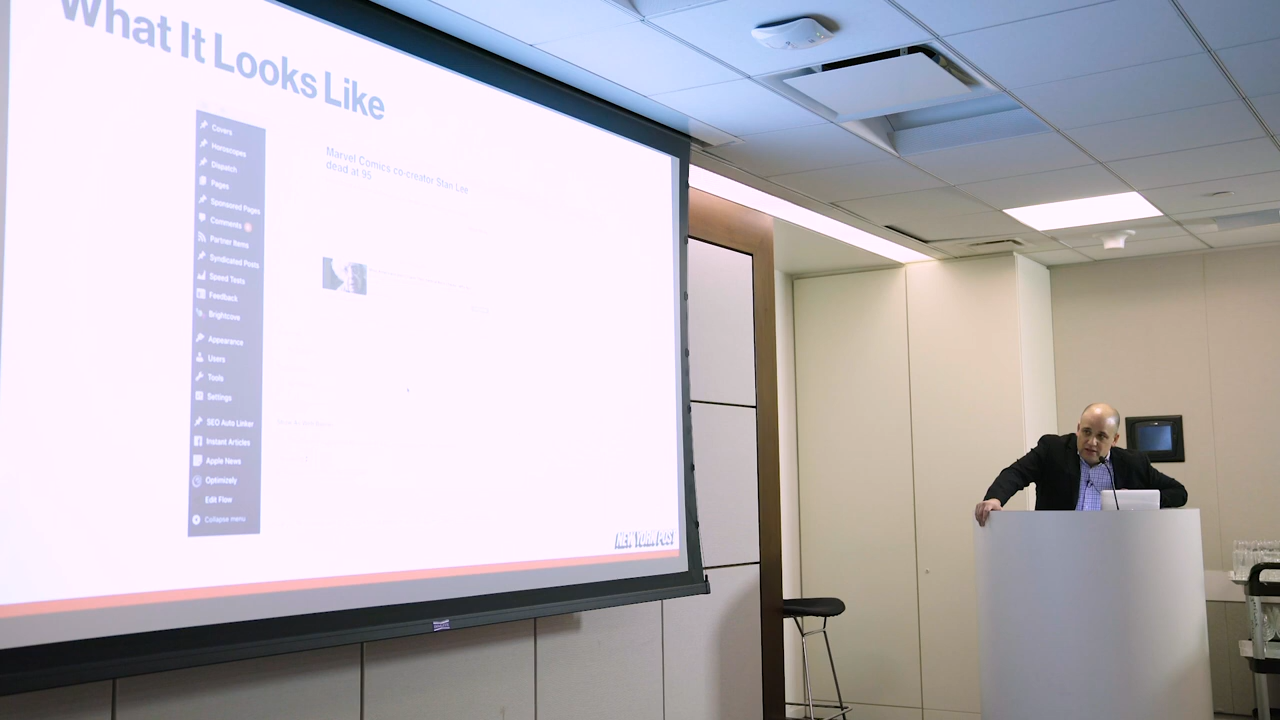 What It Looks Like
Covers
Horoscopes
Dispatch
Pages
Sponsored Pages
Comments
Partner Items
Syndicated Posts
Speed Tests
Feedback
Brightcove
Appearance
Users
Tools
Settings
SEO Auto Linker
Instant Articles
Apple News
Optimizely
Edit Flow
Collapse menu
Marvel Comics co-creator Stan Lee
dead at 95
NEW YORK POST